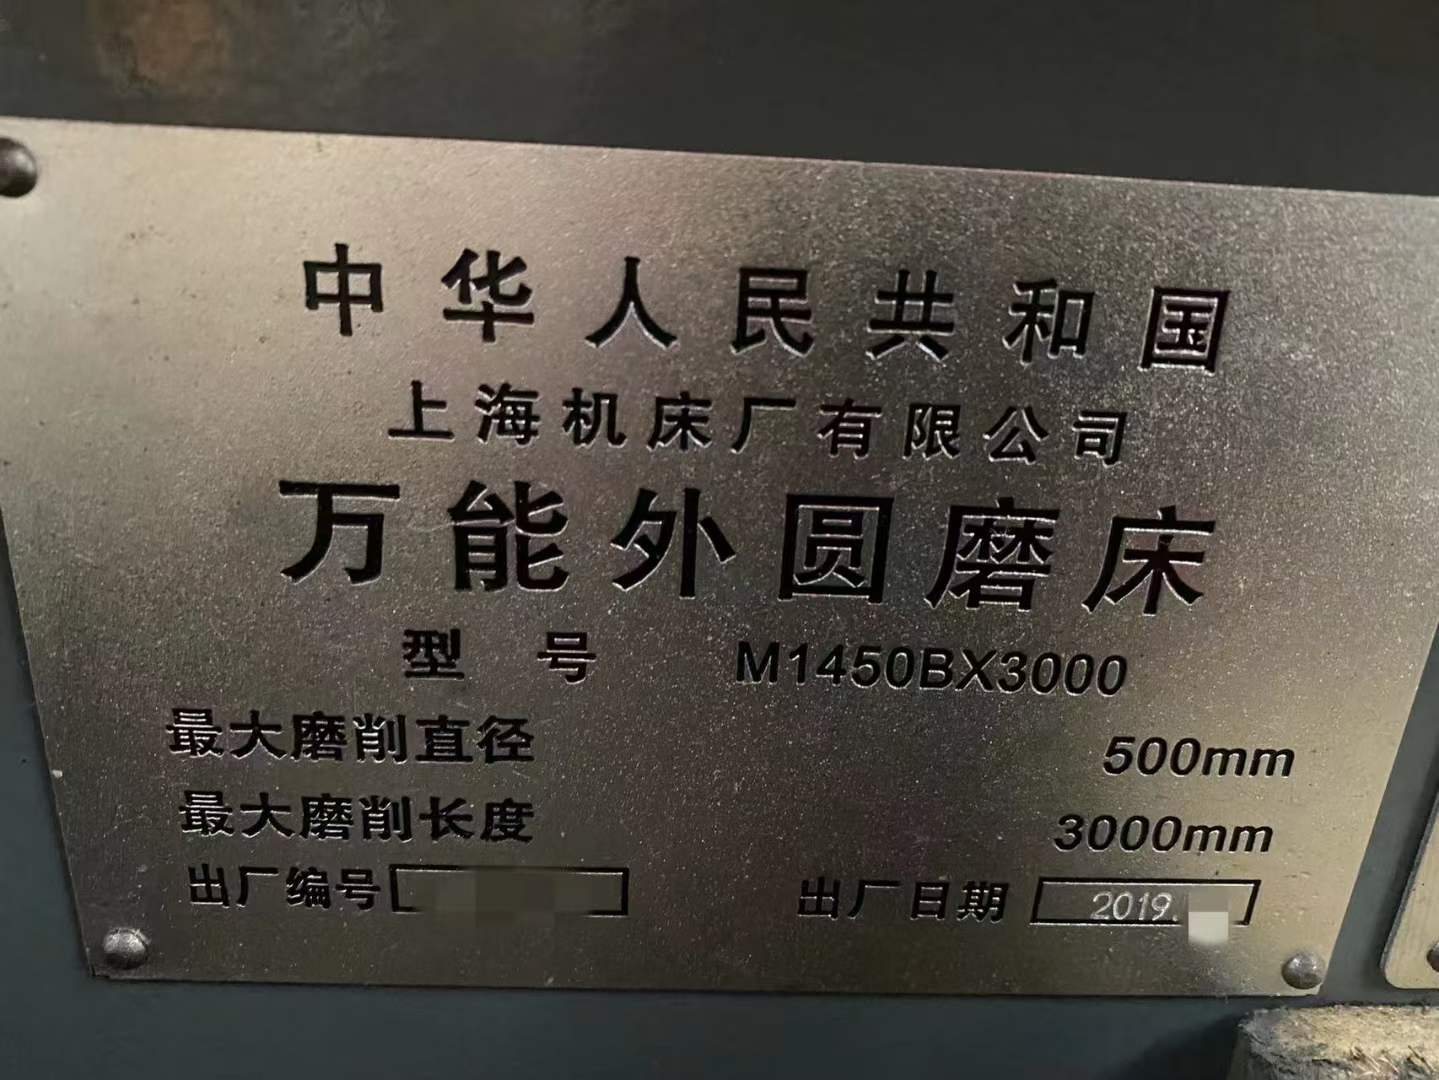 中华人民共和国
上海机床厂有限公司
万能外圆磨床
型号 M1450BX3000
最大磨削直径 500mm
最大磨削长度 3000mm
出厂编号 出厂日期 2019.